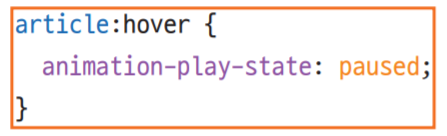 article:hover {
  animation-play-state: paused;
}